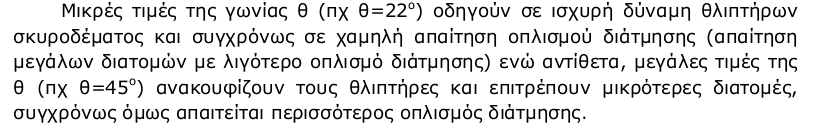 Μικρές τιμές της γωνίας θ (πχ θ=22°) οδηγούν σε ισχυρή δύναμη θλιπτήρων
σκυροδέματος και συγχρόνως σε χαμηλή απαίτηση οπλισμού διάτμησης (απαίτηση
μεγάλων διατομών με λιγότερο οπλισμό διάτμησης) ενώ αντίθετα, μεγάλες τιμές της
θ (πχ θ=45°) ανακουφίζουν τους θλιπτήρες και επιτρέπουν μικρότερες διατομές,
συγχρόνως όμως απαιτείται περισσότερος οπλισμός διάτμησης.